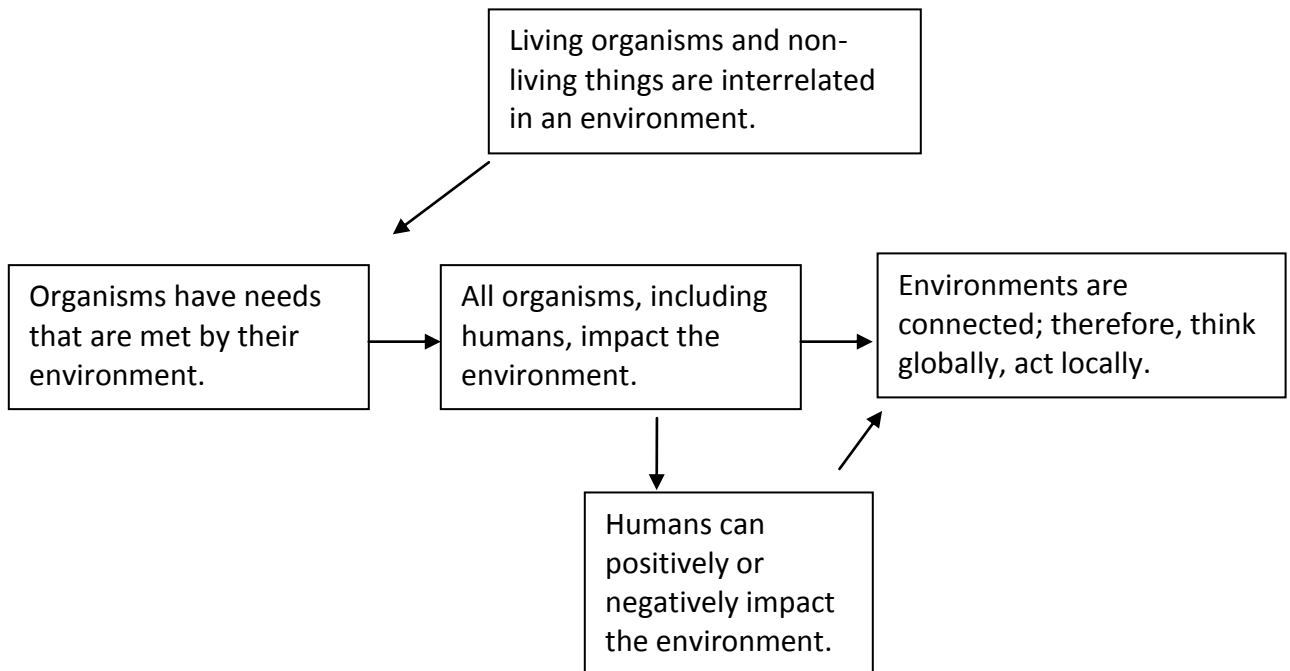 Living organisms and non-
living things are interrelated
in an environment.
Organisms have needs
that are met by their
environment.
All organisms, including
humans, impact the
environment.
Environments are
connected; therefore, think
globally, act locally.
Humans can
positively or
negatively impact
the environment.